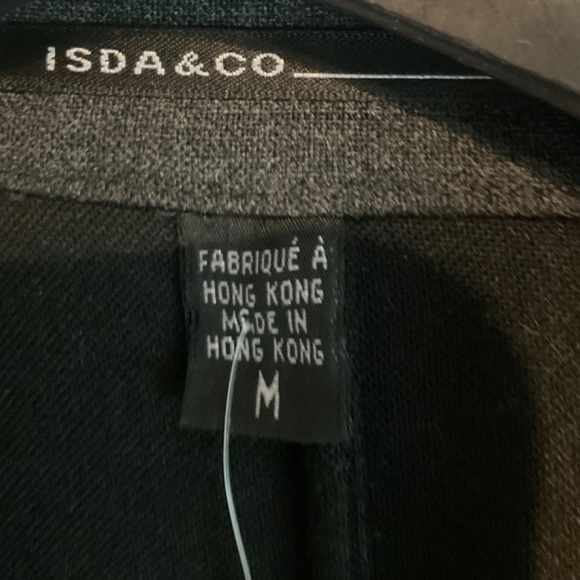 ISDA&CO
FABRIQUÉ À
HONG KONG
MADE IN
HONG KONG
M